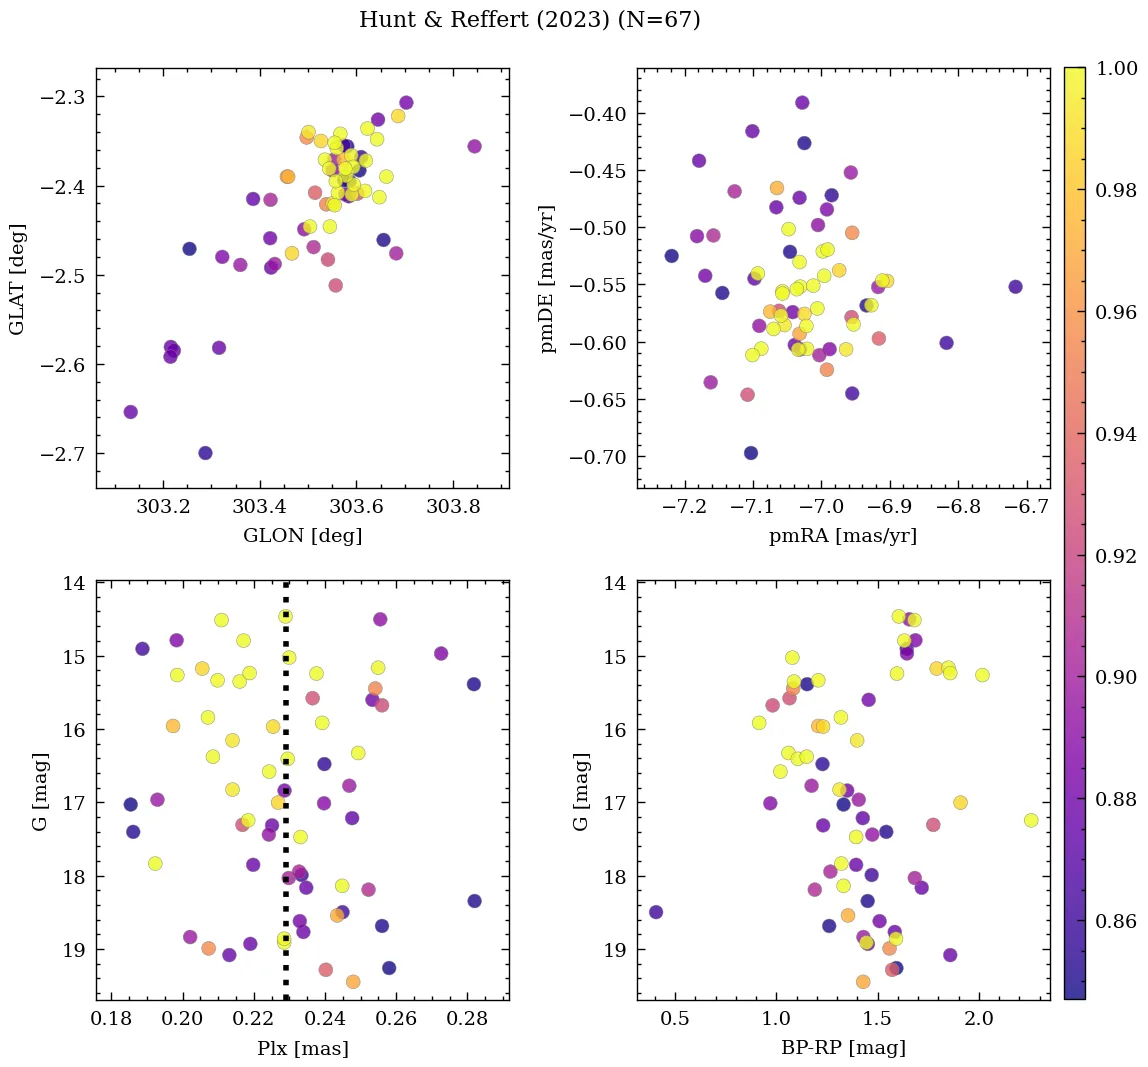 Hunt & Reffert (2023) (N=67)
−2.3
−2.4
−2.5
−2.6
−2.7
GLAT [deg]
303.2 303.4 303.6 303.8
GLON [deg]
−0.40
−0.45
−0.50
−0.55
−0.60
−0.65
−0.70
pmDE [mas/yr]
−7.2 −7.1 −7.0 −6.9 −6.8 −6.7
pmRA [mas/yr]
1.00
0.98
0.96
0.94
0.92
0.90
0.88
0.86
14
15
16
17
18
19
G [mag]
0.18 0.20 0.22 0.24 0.26 0.28
Plx [mas]
14
15
16
17
18
19
G [mag]
0.5 1.0 1.5 2.0
BP-RP [mag]